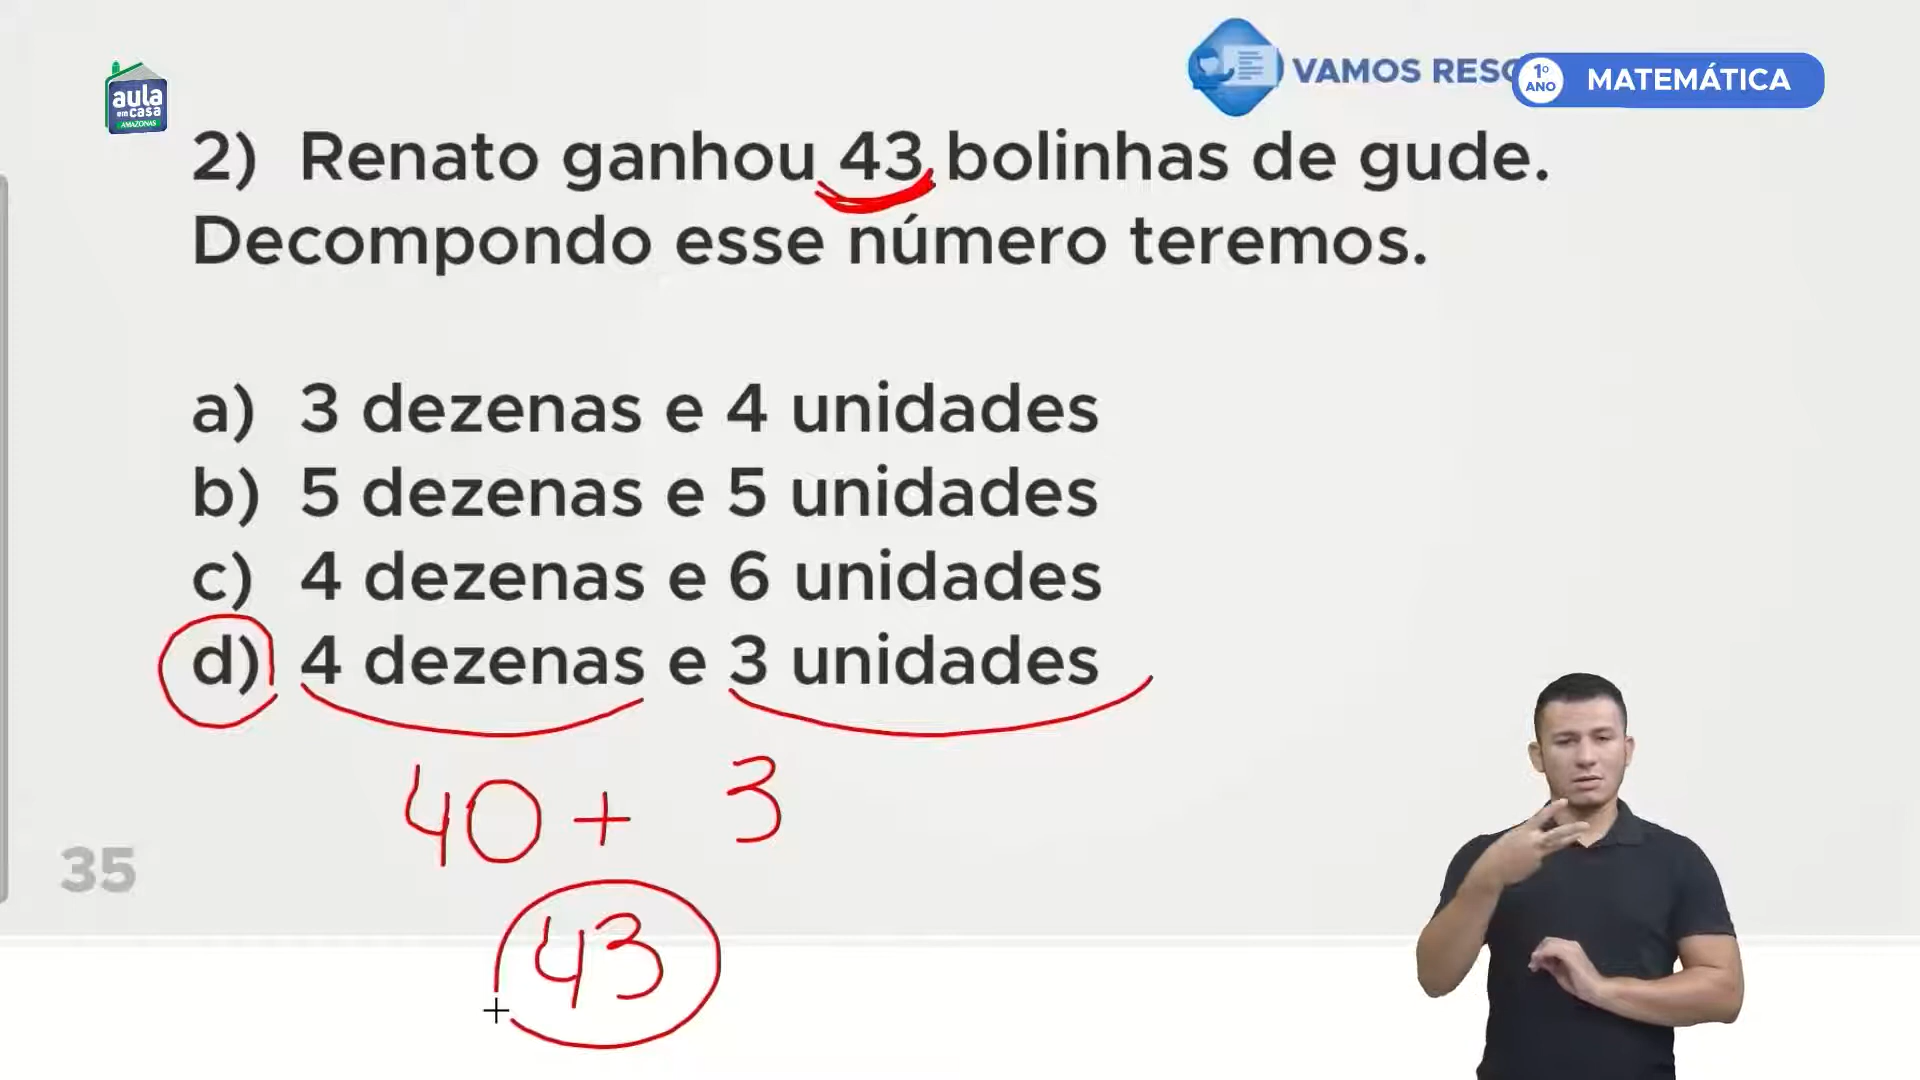 aula
em casa
AMAZONAS
VAMOS RESO
1º
ANO
MATEMÁTICA
2) Renato ganhou 43 bolinhas de gude.
Decompondo esse número teremos.
a) 3 dezenas e 4 unidades
b) 5 dezenas e 5 unidades
c) 4 dezenas e 6 unidades
d) 4 dezenas e 3 unidades
40 + 3
35
43